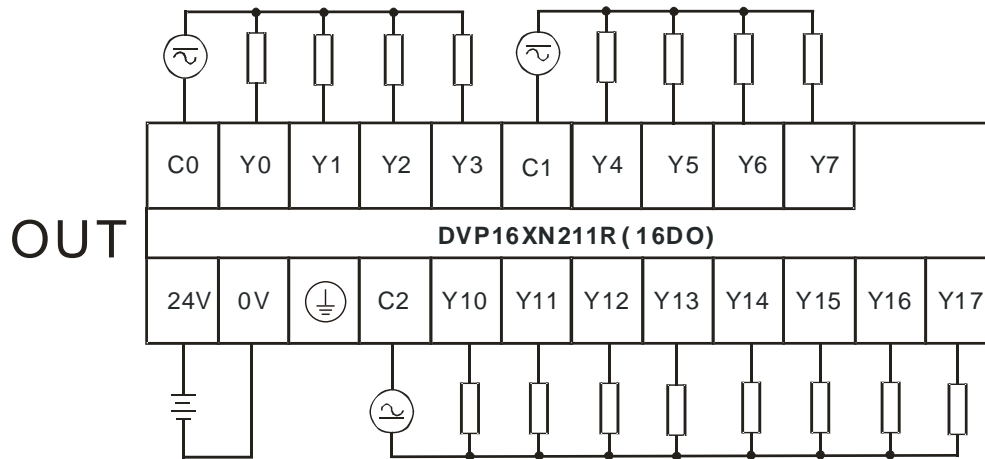 C0 Y0 Y1 Y2 Y3 C1 Y4 Y5 Y6 Y7
OUT
DVP16XN211R (16DO)
24V 0V C2 Y10 Y11 Y12 Y13 Y14 Y15 Y16 Y17